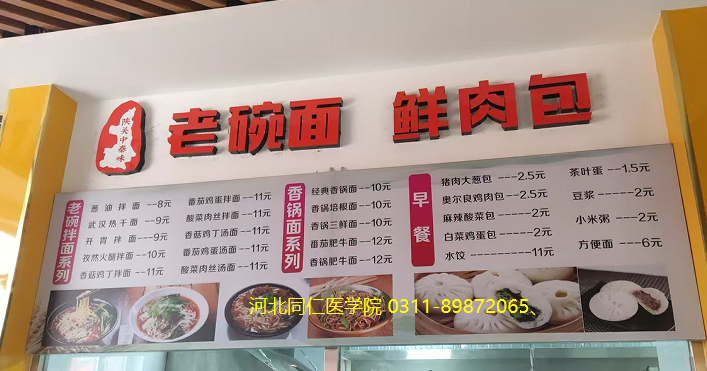 陕关中秦味
老碗面 鲜肉包
老碗拌面系列
酱油拌面---8元
武汉热干面---9元
开胃拌面---9元
孜然火腿拌面---10元
香菇鸡丁拌面---11元
番茄鸡蛋拌面---11元
酸菜肉丝拌面---11元
香菇鸡丁汤面---11元
番茄鸡蛋汤面---11元
酸菜肉丝汤面---11元
香锅面系列
经典香锅面---10元
香锅培根面---10元
香锅三鲜面---10元
番茄肥牛面---12元
香锅肥牛面---12元
早餐
猪肉大葱包---2.5元
奥尔良鸡肉包---2.5元
麻辣酸菜包-----2元
白菜鸡蛋包-----2元
水饺---------11元
茶叶蛋---1.5元
豆浆------2元
小米粥---2元
方便面---6元
河北同仁医学院 0311-89872065、